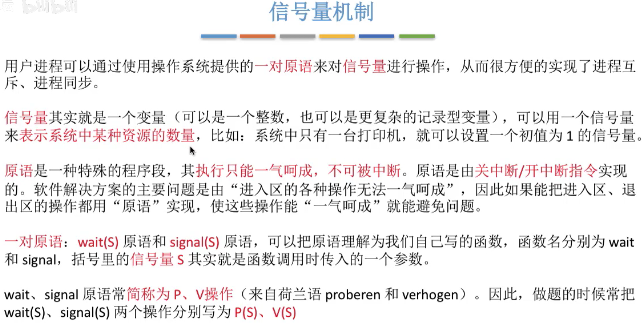 信号量机制
用户进程可以通过使用操作系统提供的一对原语来对信号量进行操作，从而很方便的实现了进程互
斥、进程同步。
信号量其实就是一个变量（可以是一个整数，也可以是更复杂的记录型变量），可以用一个信号量
来表示系统中某种资源的数量，比如：系统中只有一台打印机，就可以设置一个初值为 1 的信号量。
原语是一种特殊的程序段，其执行只能一气呵成，不可被中断。原语是由关中断/开中断指令实现
的。软件解决方案的主要问题是由“进入区的各种操作无法一气呵成”，因此如果能把进入区、退
出区的操作都用“原语”实现，使这些操作能“一气呵成”就能避免问题。
一对原语：wait(S) 原语和 signal(S) 原语，可以把原语理解为我们自己写的函数，函数名分别为 wait
和 signal，括号里的信号量 S 其实就是函数调用时传入的一个参数。
wait、signal 原语常简称为 P、V操作（来自荷兰语 proberen 和 verhogen）。因此，做题的时候常把
wait(S)、signal(S) 两个操作分别写为 P(S)、V(S)